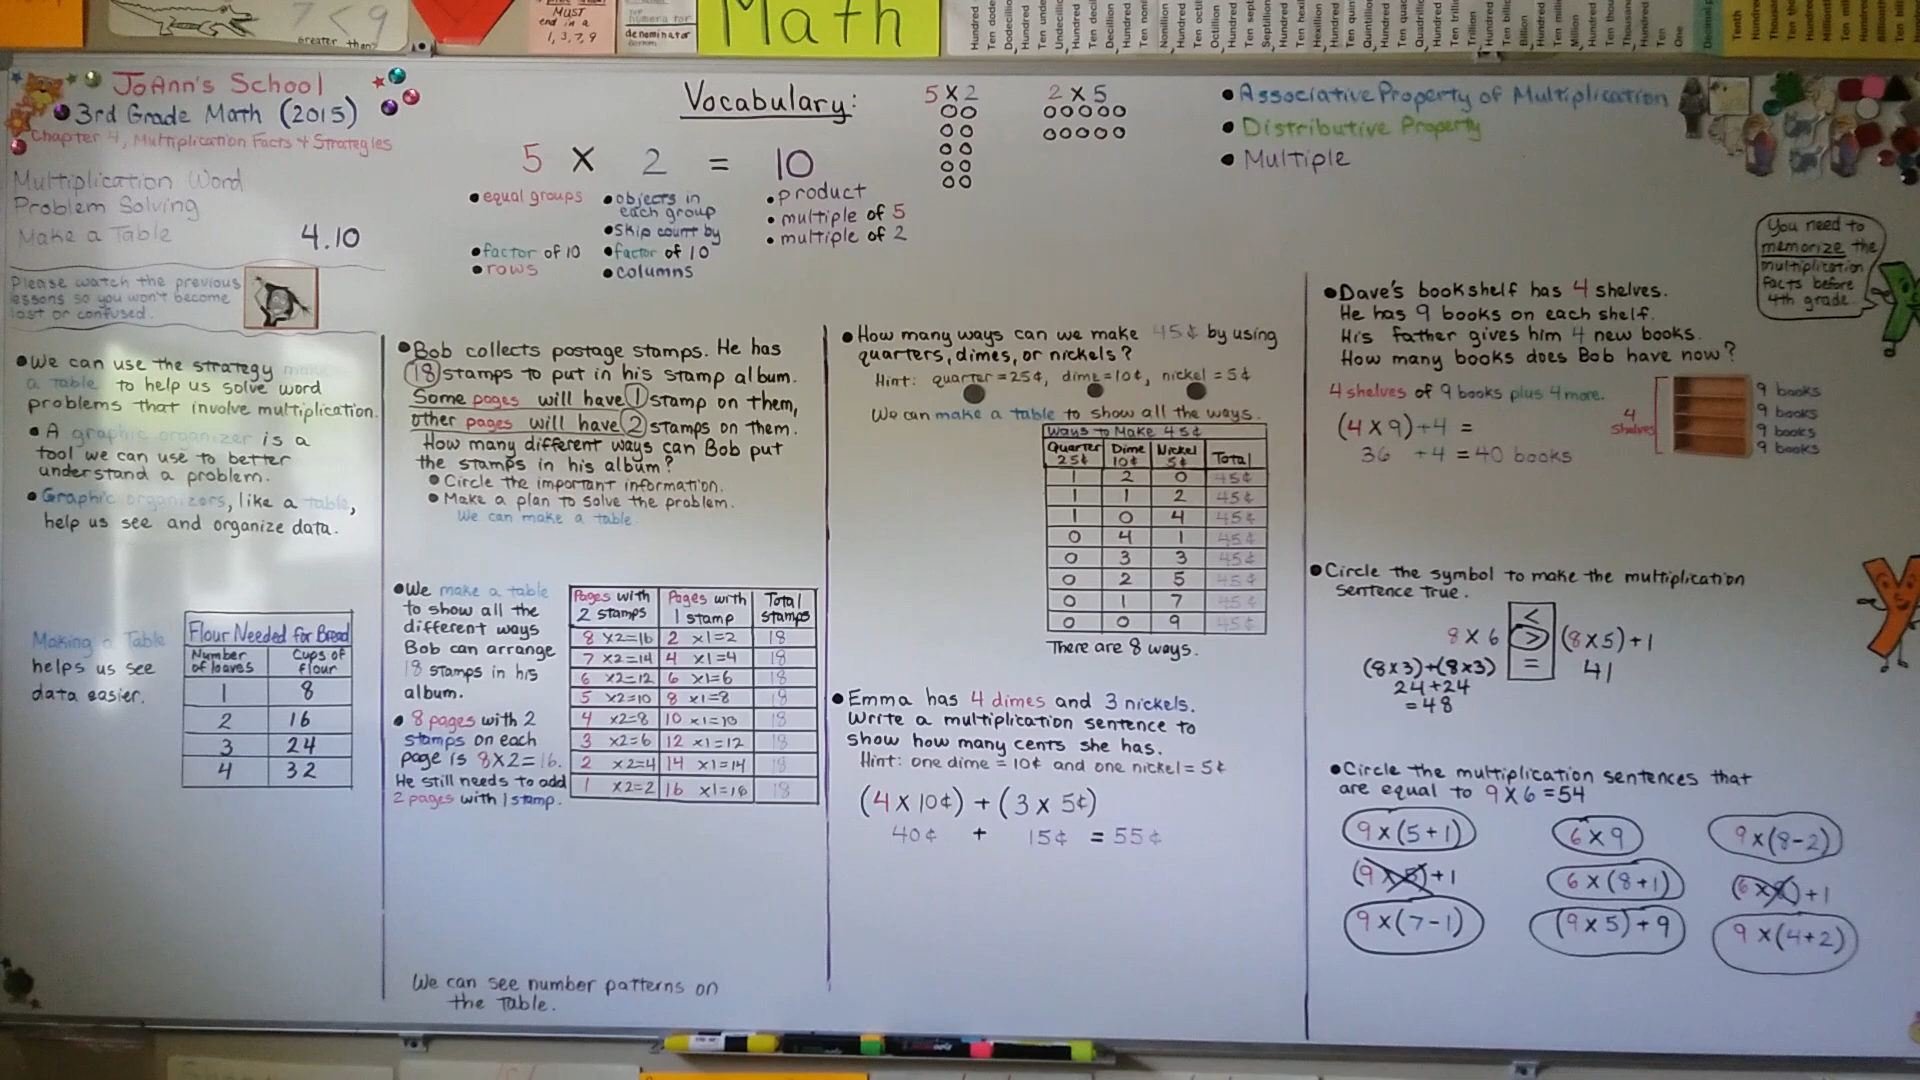 7 < 9
greater than?
MUST
end in a
1, 3, 7, 9
denominator
Math
JoAnn's School
3rd Grade Math (2015)
Chapter 4, Multiplication Facts + Strategies
Multiplication Word
Problem Solving
Make a Table
4.10
Please watch the previous
lessons so you won't become
lost or confused.
Vocabulary:
5 X 2 = 10
• equal groups
• factor of 10
• rows
• objects in
each group
• skip count by
• factor of 10
• columns
• product
• multiple of 5
• multiple of 2
5 X 2
2 X 5
• Associative Property of Multiplication
• Distributive Property
• Multiple
You need to
memorize the
multiplication
facts before
4th grade.
• We can use the strategy make
a table to help us solve word
problems that involve multiplication.
• A graphic organizer is a
tool we can use to better
understand a problem.
• Graphic organizers, like a table,
help us see and organize data.
Making a Table
helps us see
data easier.
Flour Needed for Bread
Number of loaves Cups of flour
1 8
2 16
3 24
4 32
• Bob collects postage stamps. He has
18 stamps to put in his stamp album.
Some pages will have 1 stamp on them,
other pages will have 2 stamps on them.
How many different ways can Bob put
the stamps in his album?
• Circle the important information.
• Make a plan to solve the problem.
We can make a table.
• We make a table
to show all the
different ways
Bob can arrange
18 stamps in his
album.
• 8 pages with 2
stamps on each
page is 8X2=16.
He still needs to add
2 pages with 1 stamp.
Pages with 2 stamps Pages with 1 stamp Total stamps
8 x2=16 2 x1=2 18
7 x2=14 4 x1=4 18
6 x2=12 6 x1=6 18
5 x2=10 8 x1=8 18
4 x2=8 10 x1=10 18
3 x2=6 12 x1=12 18
2 x2=4 14 x1=14 18
1 x2=2 16 x1=16 18
We can see number patterns on
the Table.
• How many ways can we make 45¢ by using
quarters, dimes, or nickels?
Hint: quarter = 25¢, dime = 10¢, nickel = 5¢
We can make a table to show all the ways.
Ways to Make 45¢
Quarter 25¢ Dime 10¢ Nickel 5¢ Total
1 2 0 45¢
1 1 2 45¢
1 0 4 45¢
0 4 1 45¢
0 3 3 45¢
0 2 5 45¢
0 1 7 45¢
0 0 9 45¢
There are 8 ways.
• Emma has 4 dimes and 3 nickels.
Write a multiplication sentence to
show how many cents she has.
Hint: one dime = 10¢ and one nickel = 5¢
(4 x 10¢) + (3 x 5¢)
40¢ + 15¢ = 55¢
• Dave's bookshelf has 4 shelves.
He has 9 books on each shelf.
His father gives him 4 new books.
How many books does Bob have now?
4 shelves of 9 books plus 4 more.
(4 X 9) + 4 =
36 + 4 = 40 books
4 shelves
9 books
9 books
9 books
9 books
• Circle the symbol to make the multiplication
sentence true.
8 X 6 < > = (8 x 5) + 1
(8x3)+(8x3) 41
24+24
= 48
• Circle the multiplication sentences that
are equal to 9 X 6 = 54
9 x (5+1) 6 x 9 9 x (8-2)
(9 x 5) + 1 6 x (8+1) (6 x 8) + 1
9 x (7-1) (9 x 5) + 9 9 x (4+2)